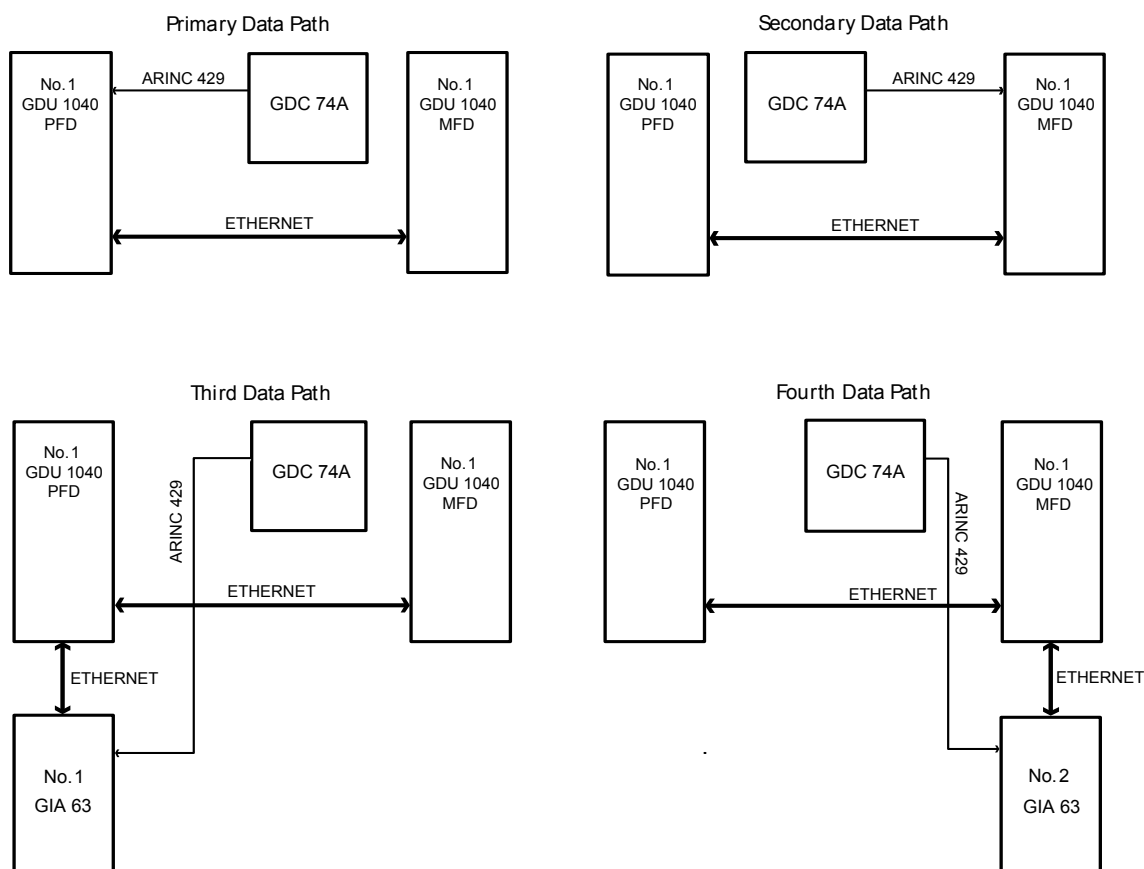 Primary Data Path
No.1
GDU 1040
PFD
ARINC 429
GDC 74A
No.1
GDU 1040
MFD
ETHERNET
Secondary Data Path
No.1
GDU 1040
PFD
GDC 74A
ARINC 429
No.1
GDU 1040
MFD
ETHERNET
Third Data Path
No.1
GDU 1040
PFD
ARINC 429
GDC 74A
No.1
GDU 1040
MFD
ETHERNET
ETHERNET
No.1
GIA 63
Fourth Data Path
No.1
GDU 1040
PFD
GDC 74A
ARINC 429
No.1
GDU 1040
MFD
ETHERNET
ETHERNET
No.2
GIA 63